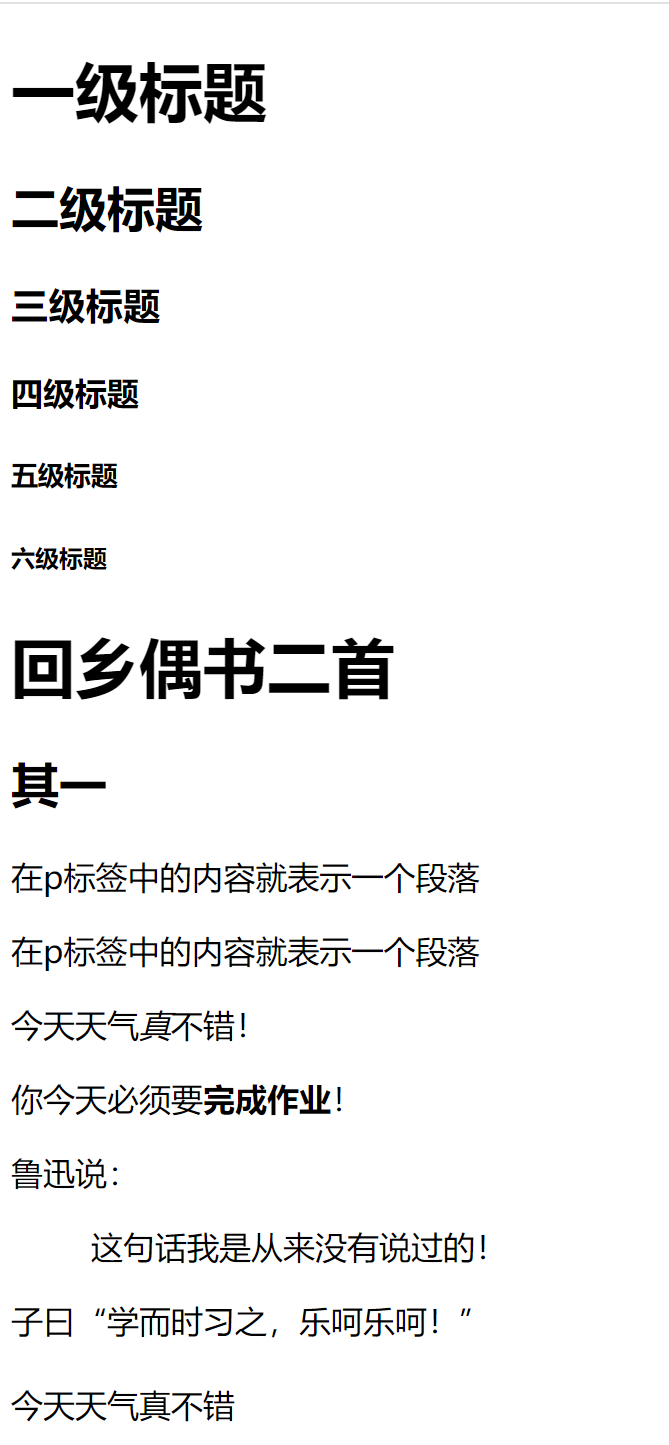 一级标题
二级标题
三级标题
四级标题
五级标题
六级标题
回乡偶书二首
其一
在p标签中的内容就表示一个段落
在p标签中的内容就表示一个段落
今天天气真不错！
你今天必须要完成作业！
鲁迅说：
这句话我是从来没有说过的！
子曰“学而时习之，乐呵乐呵！”
今天天气真不错